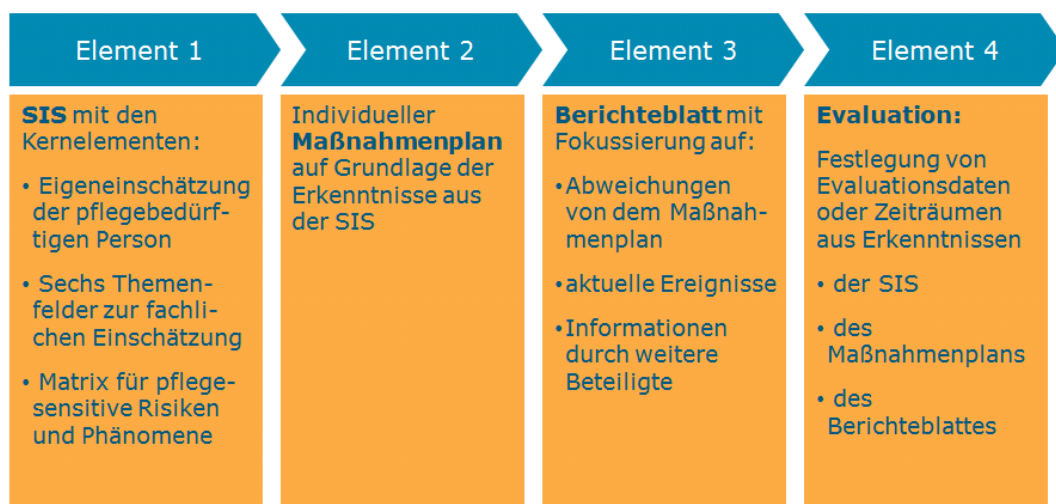 Element 1
SIS mit den
Kernelementen:
• Eigeneinschätzung
der pflegebedürf-
tigen Person
• Sechs Themen-
felder zur fachli-
chen Einschätzung
• Matrix für pflege-
sensitive Risiken
und Phänomene
Element 2
Individueller
Maßnahmenplan
auf Grundlage der
Erkenntnisse aus
der SIS
Element 3
Berichteblatt mit
Fokussierung auf:
•Abweichungen
von dem Maßnah-
menplan
•aktuelle Ereignisse
•Informationen
durch weitere
Beteiligte
Element 4
Evaluation:
Festlegung von
Evaluationsdaten
oder Zeiträumen
aus Erkenntnissen
• der SIS
• des
Maßnahmenplans
• des
Berichteblattes